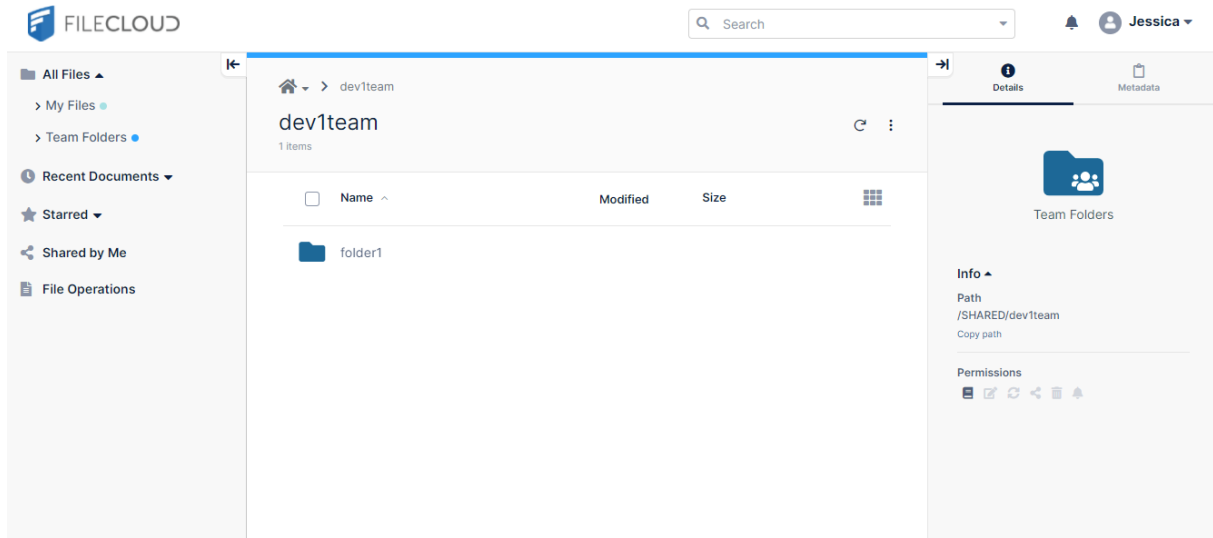 FILECLOUD
Search
Jessica
All Files
My Files
Team Folders
Recent Documents
Starred
Shared by Me
File Operations
dev1team
dev1team
1 items
Name
Modified
Size
folder1
Details
Metadata
Team Folders
Info
Path
/SHARED/dev1team
Copy path
Permissions